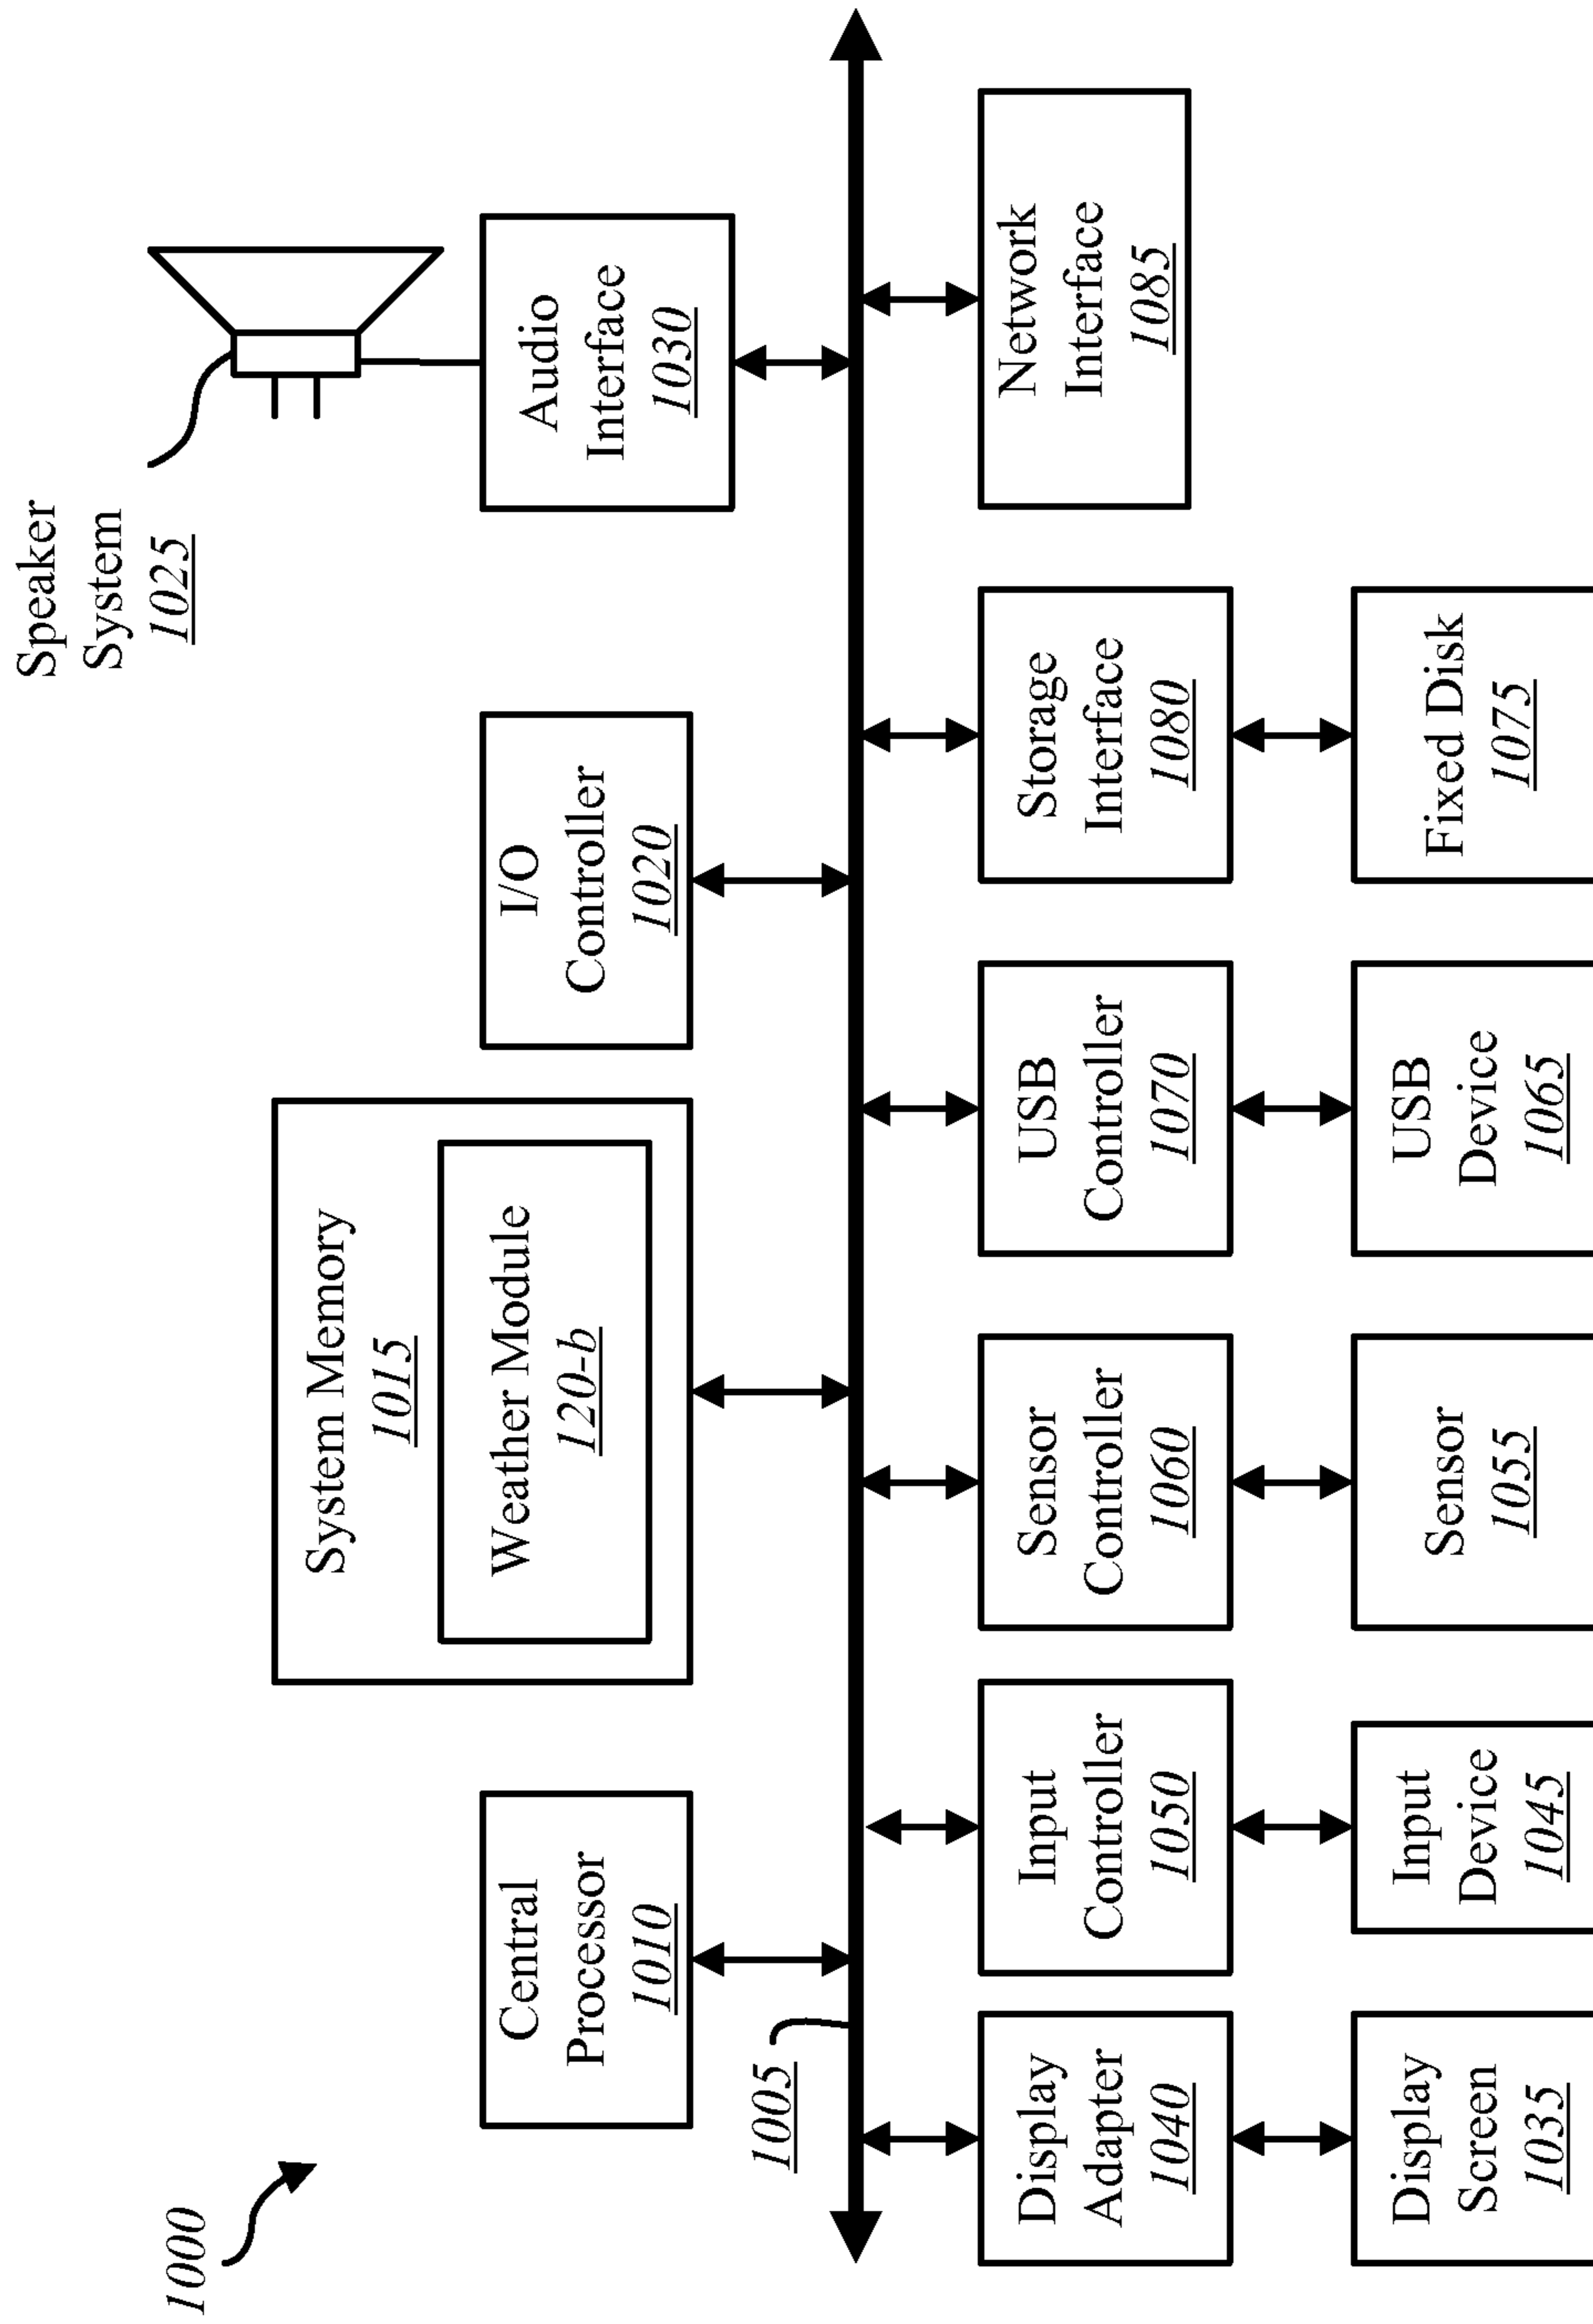 1000
Speaker
System
1025
Central
Processor
1010
System Memory
1015
Weather Module
120-b
I/O
Controller
1020
Audio
Interface
1030
1005
Display
Adapter
1040
Input
Controller
1050
Sensor
Controller
1060
USB
Controller
1070
Storage
Interface
1080
Network
Interface
1085
Display
Screen
1035
Input
Device
1045
Sensor
1055
USB
Device
1065
Fixed Disk
1075